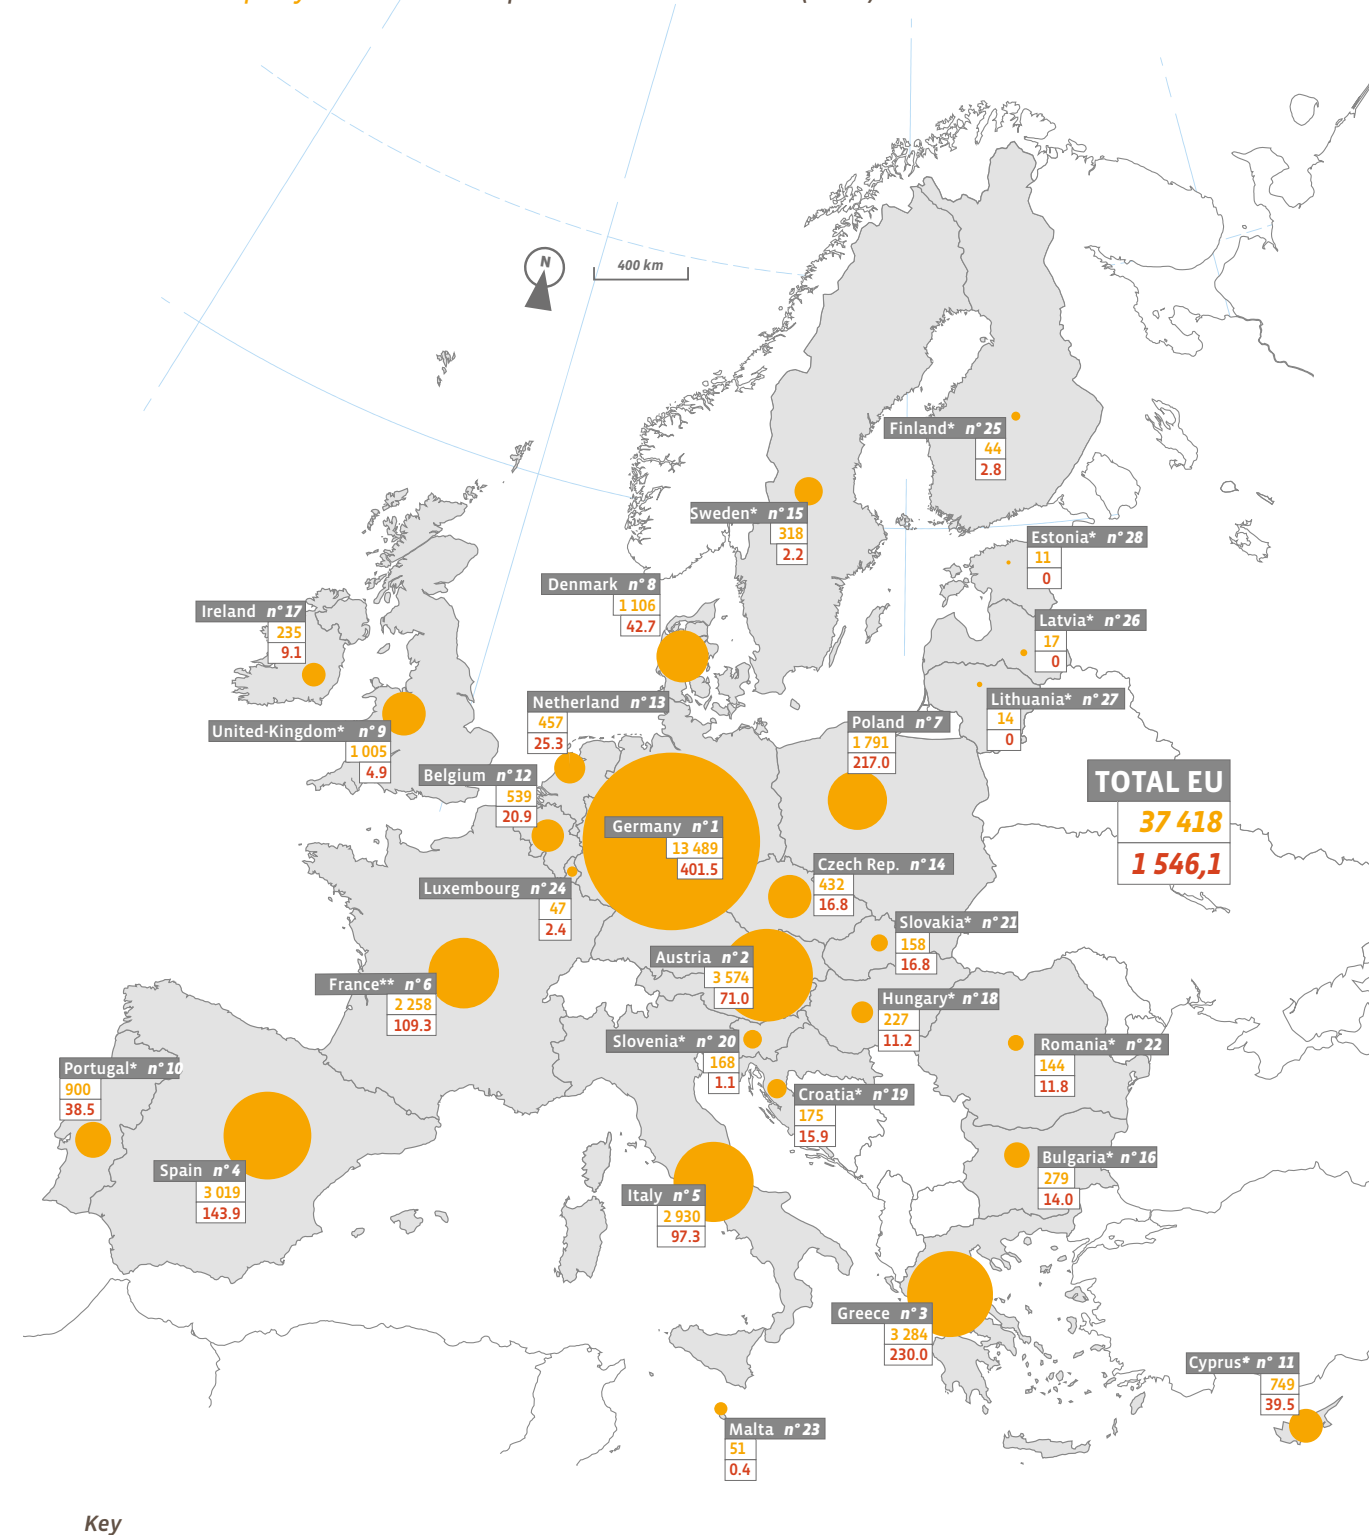 N
400 km
Finland* n° 25
44
2.8
Sweden* n° 15
318
2.2
Estonia* n° 28
11
0
Denmark n° 8
1 106
42.7
Ireland n° 17
235
9.1
Latvia* n° 26
17
0
Netherland n° 13
457
25.3
Lithuania* n° 27
14
0
United-Kingdom* n° 9
1 005
4.9
Poland n° 7
1 791
217.0
Belgium n° 12
539
20.9
TOTAL EU
37 418
1 546,1
Germany n° 1
13 489
401.5
Czech Rep. n° 14
432
16.8
Luxembourg n° 24
47
2.4
Slovakia* n° 21
158
16.8
Austria n° 2
3 574
71.0
France** n° 6
2 258
109.3
Hungary* n° 18
227
11.2
Slovenia* n° 20
168
1.1
Romania* n° 22
144
11.8
Portugal* n° 10
900
38.5
Croatia* n° 19
175
15.9
Bulgaria* n° 16
279
14.0
Spain n° 4
3 019
143.9
Italy n° 5
2 930
97.3
Greece n° 3
3 284
230.0
Cyprus* n° 11
749
39.5
Malta n° 23
51
0.4
Key